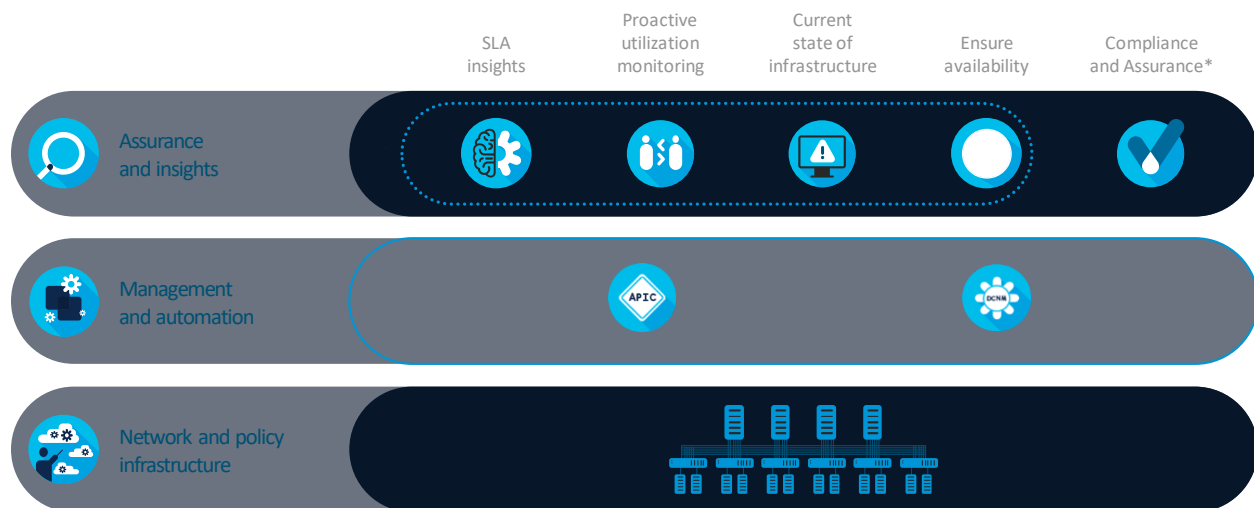 SLA
insights
Proactive
utilization
monitoring
Current
state of
infrastructure
Ensure
availability
Compliance
and Assurance*
Assurance
and insights
Management
and automation
APIC
DCNM
Network and policy
infrastructure